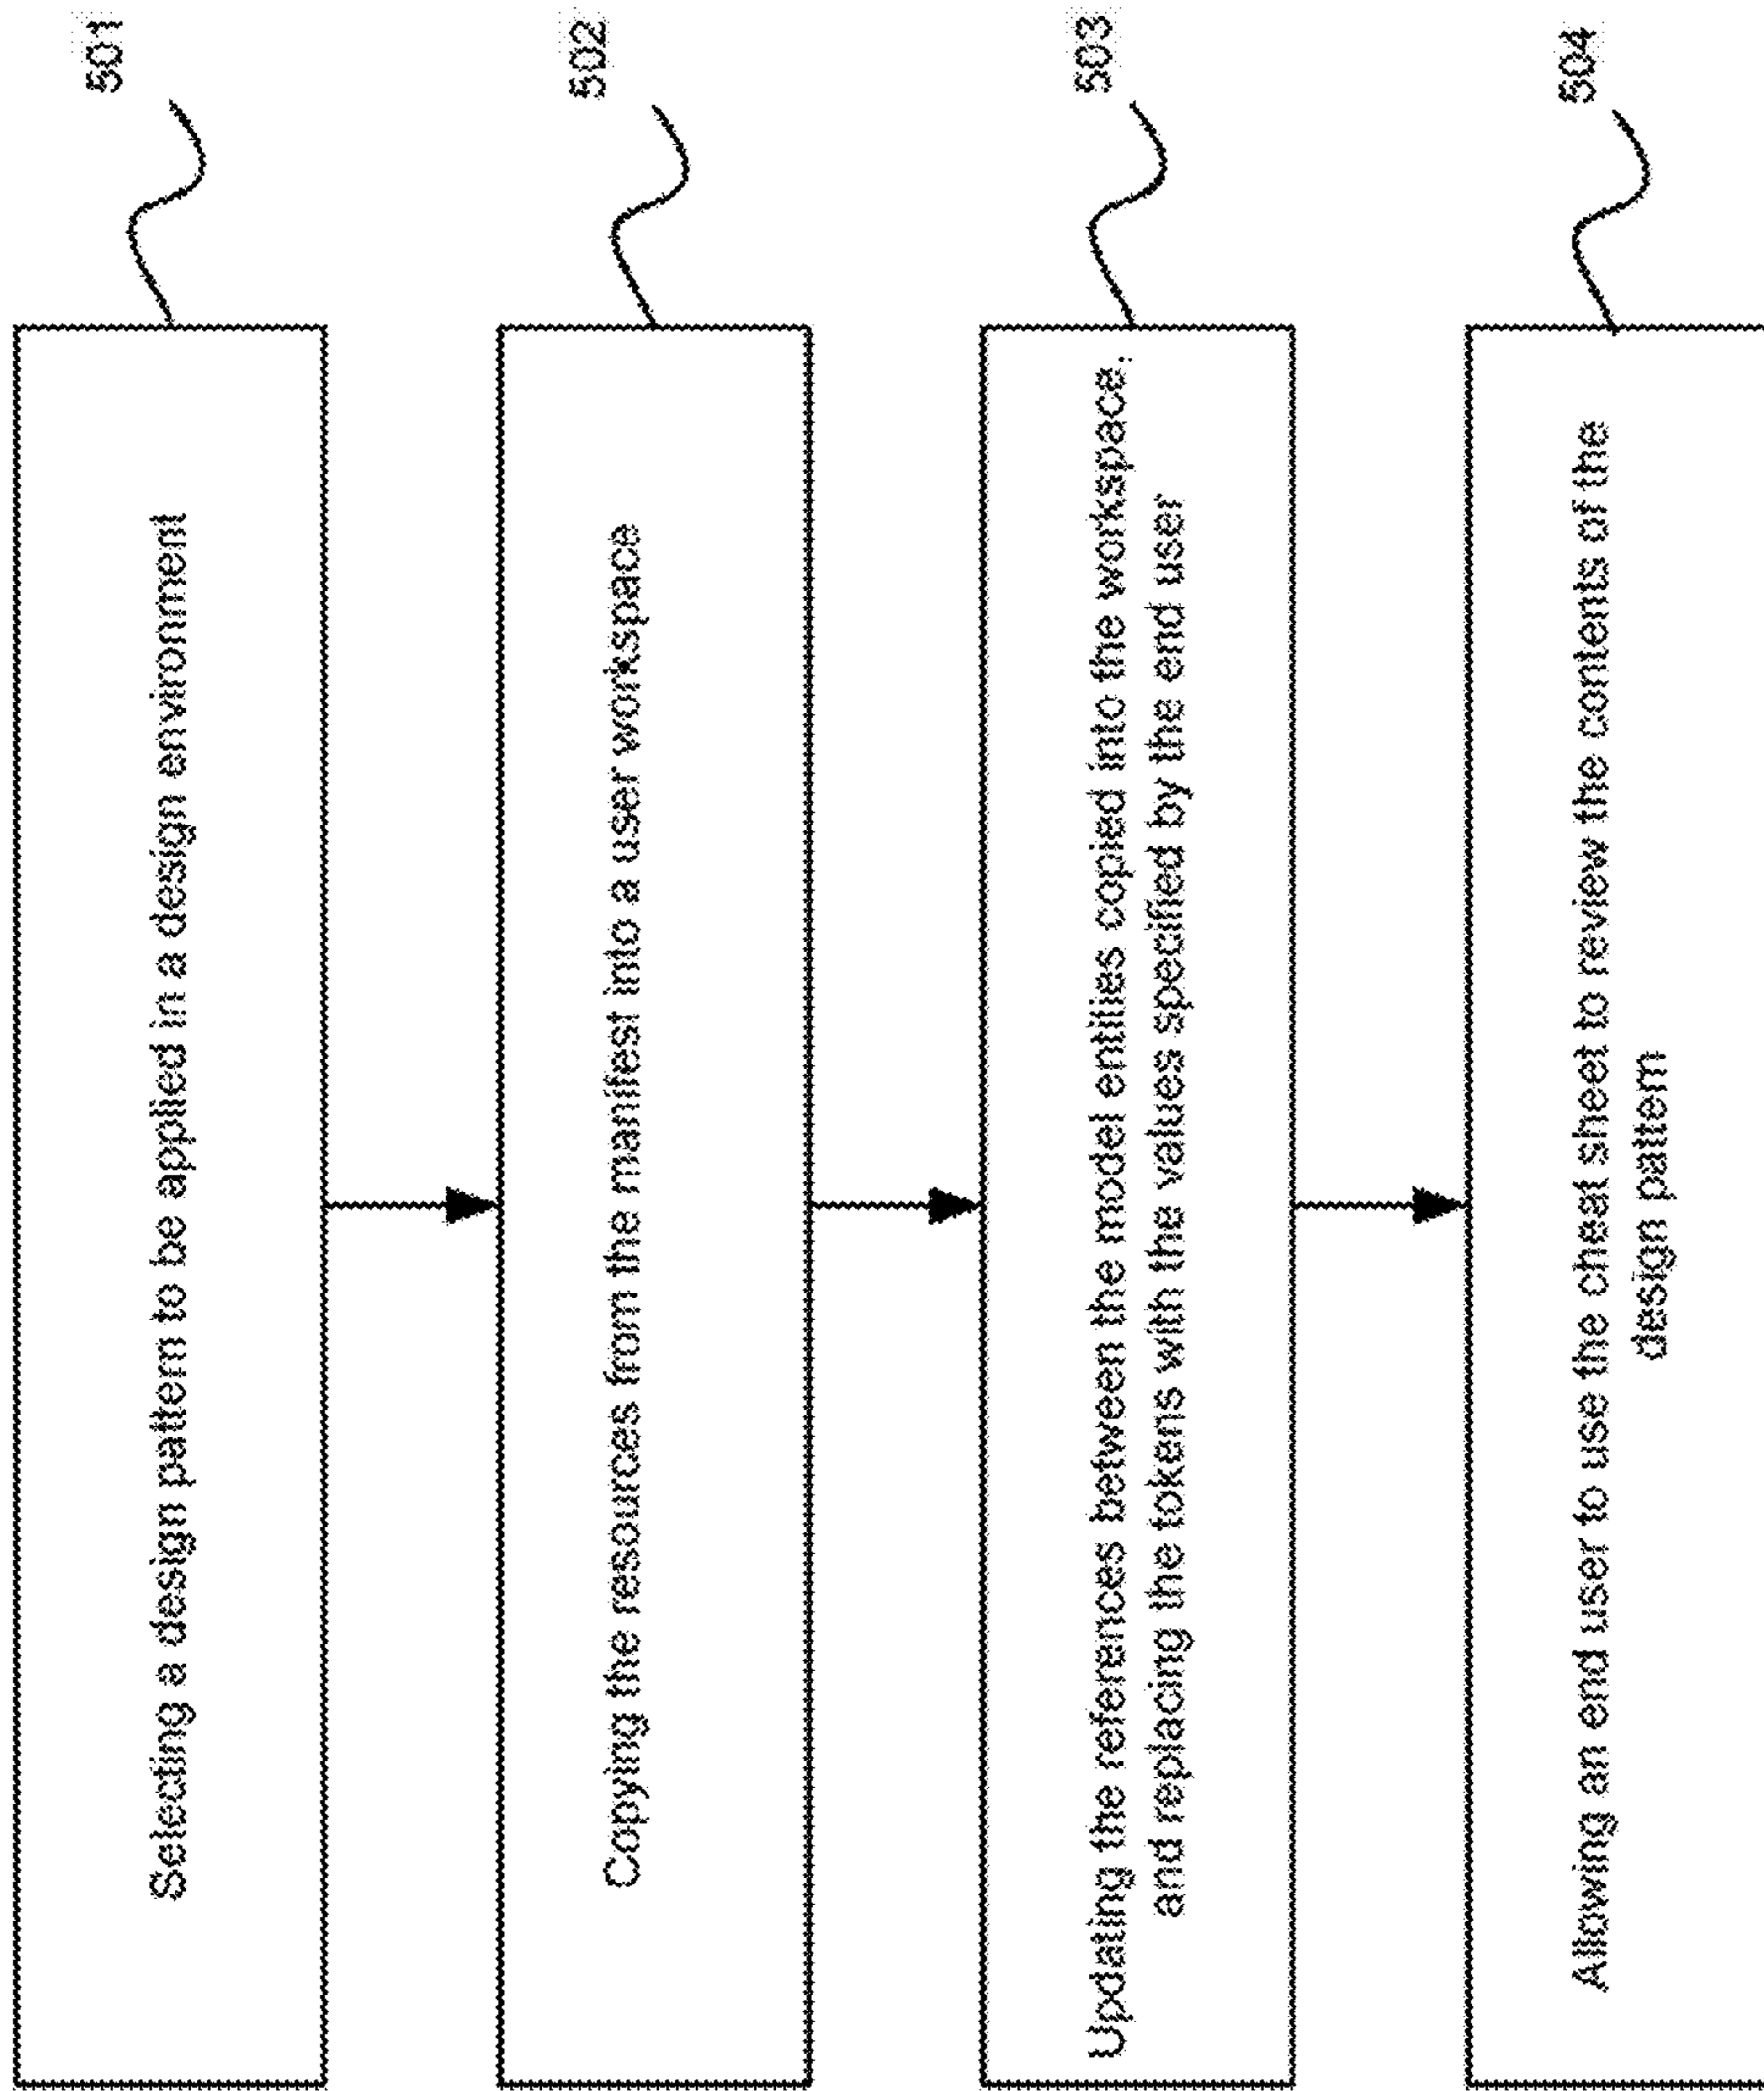 501
Selecting a design pattern to be applied in a design environment
502
Copying the resources from the manifest into a user workspace
503
Updating the references between the model entities copied into the workspace,
and replacing the tokens with the values specified by the end user
504
Allowing an end user to use the cheat sheet to review the contents of the
design pattern